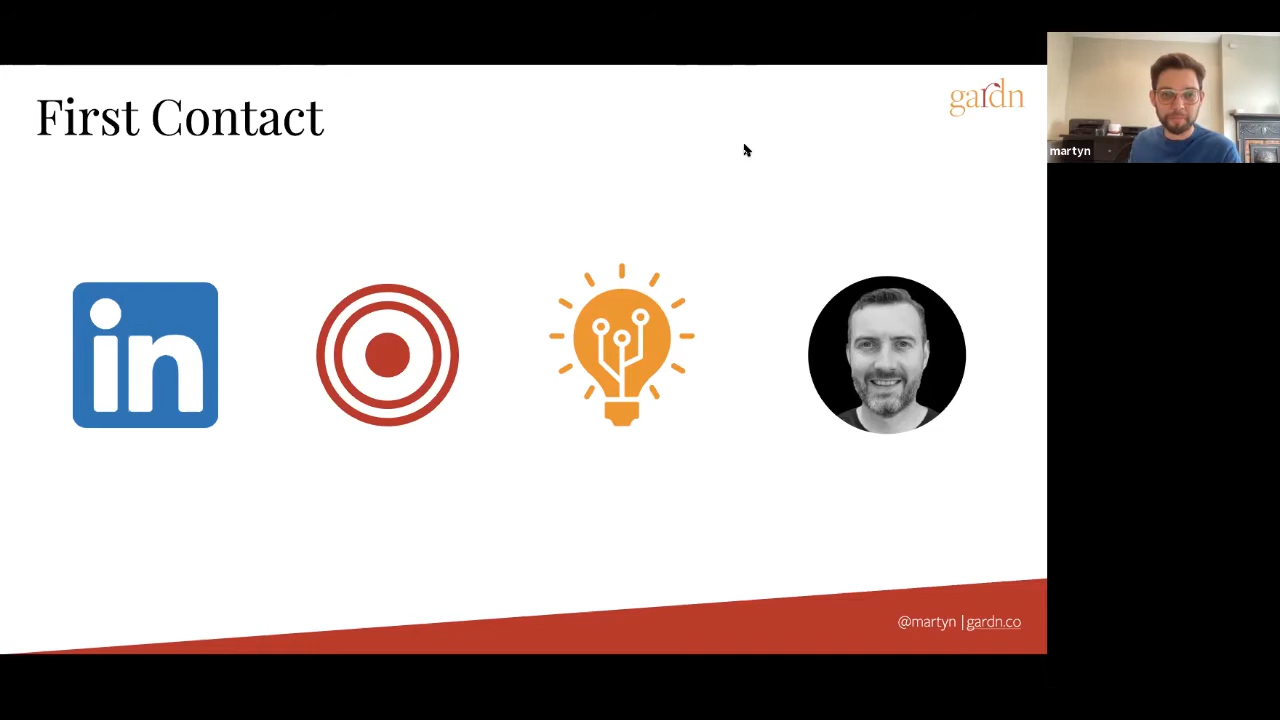 First Contact
gardn
martyn
in
@martyn | gardn.co